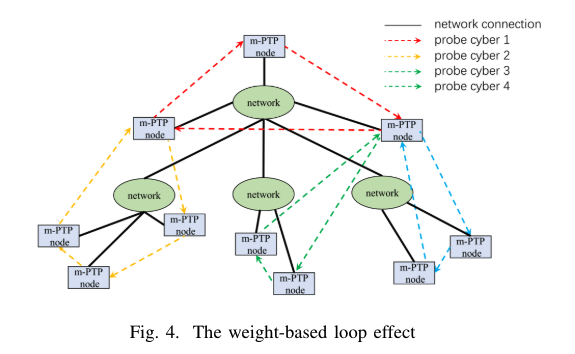 network connection
probe cyber 1
probe cyber 2
probe cyber 3
probe cyber 4
m-PTP
node
network
m-PTP
node
m-PTP
node
network
network
network
m-PTP
node
m-PTP
node
m-PTP
node
m-PTP
node
m-PTP
node
m-PTP
node
m-PTP
node
Fig. 4. The weight-based loop effect